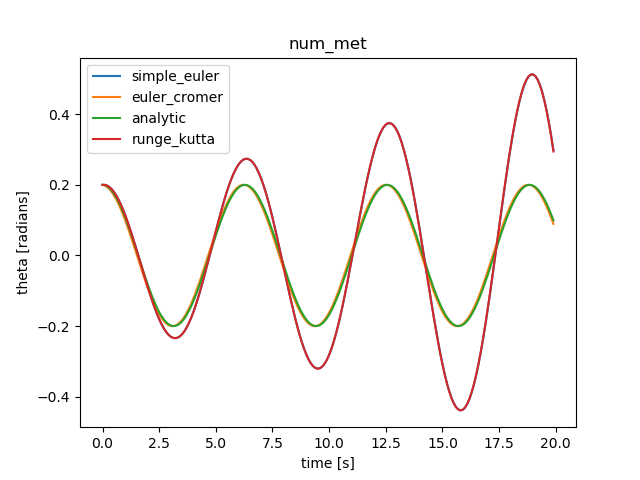 num_met
simple_euler
euler_cromer
analytic
runge_kutta
theta [radians]
0.4
0.2
0.0
−0.2
−0.4
0.0 2.5 5.0 7.5 10.0 12.5 15.0 17.5 20.0
time [s]